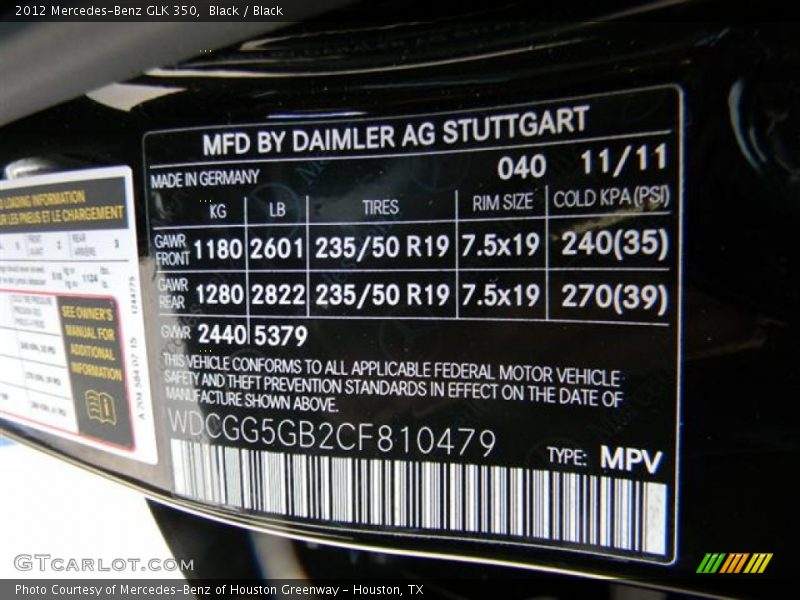 2012 Mercedes-Benz GLK 350, Black / Black
MFD BY DAIMLER AG STUTTGART
MADE IN GERMANY 040 11/11
KG LB TIRES RIM SIZE COLD KPA (PSI)
GAWR FRONT 1180 2601 235/50 R19 7.5x19 240(35)
GAWR REAR 1280 2822 235/50 R19 7.5x19 270(39)
GVWR 2440 5379
THIS VEHICLE CONFORMS TO ALL APPLICABLE FEDERAL MOTOR VEHICLE
SAFETY AND THEFT PREVENTION STANDARDS IN EFFECT ON THE DATE OF
MANUFACTURE SHOWN ABOVE.
WDCGG5GB2CF810479
TYPE: MPV
LOADING INFORMATION
LES PNEUS ET LE CHARGEMENT
SEE OWNER'S
MANUAL FOR
ADDITIONAL
INFORMATION
A 204 584 07 15
GTcarlot.com
Photo Courtesy of Mercedes-Benz of Houston Greenway - Houston, TX